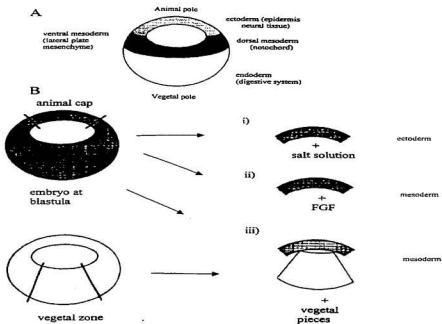 A
Animal pole
ectoderm (epidermis
neural tissue)
ventral mesoderm
(lateral plate
mesenchyme)
dorsal mesoderm
(notochord)
endoderm
(digestive system)
Vegetal pole
B
animal cap
embryo at
blastula
i)
+
salt solution
ectoderm
ii)
+
FGF
mesoderm
vegetal zone
iii)
+
vegetal
pieces
musoderm